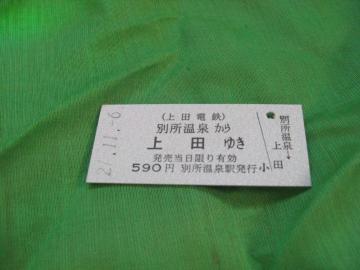 (上田電鉄)
別所温泉から
上田ゆき
発売当日限り有効
590円 別所温泉駅発行
小
別所温泉→上田